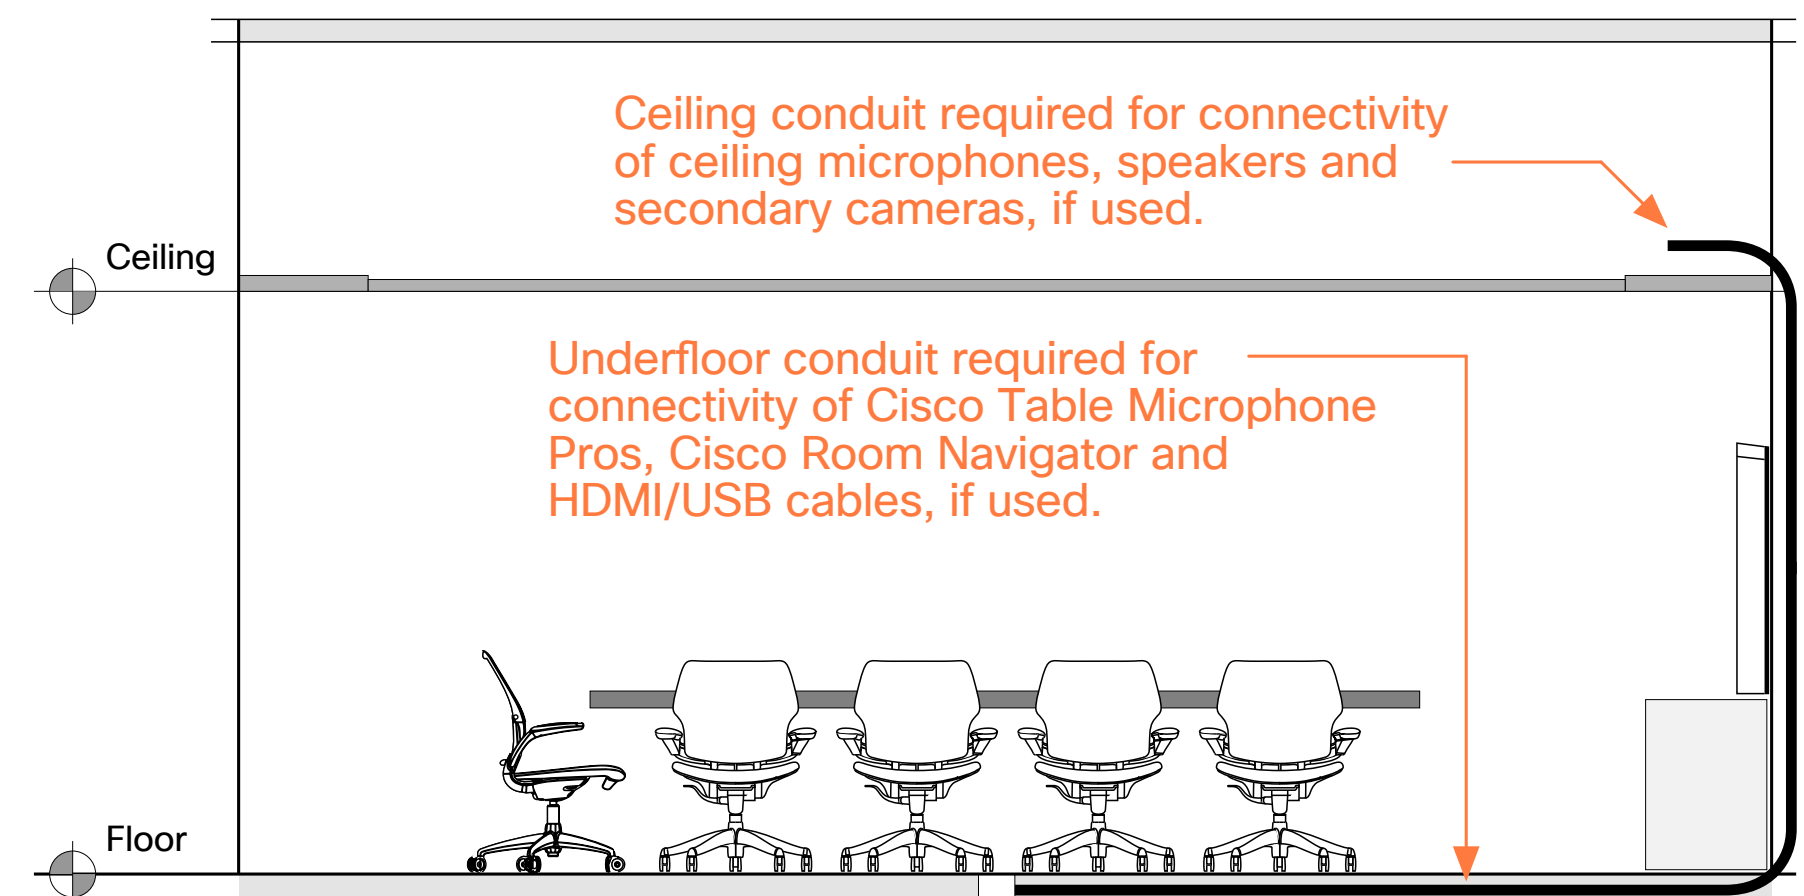 Ceiling conduit required for connectivity
of ceiling microphones, speakers and
secondary cameras, if used.
Ceiling
Underfloor conduit required for
connectivity of Cisco Table Microphone
Pros, Cisco Room Navigator and
HDMI/USB cables, if used.
Floor